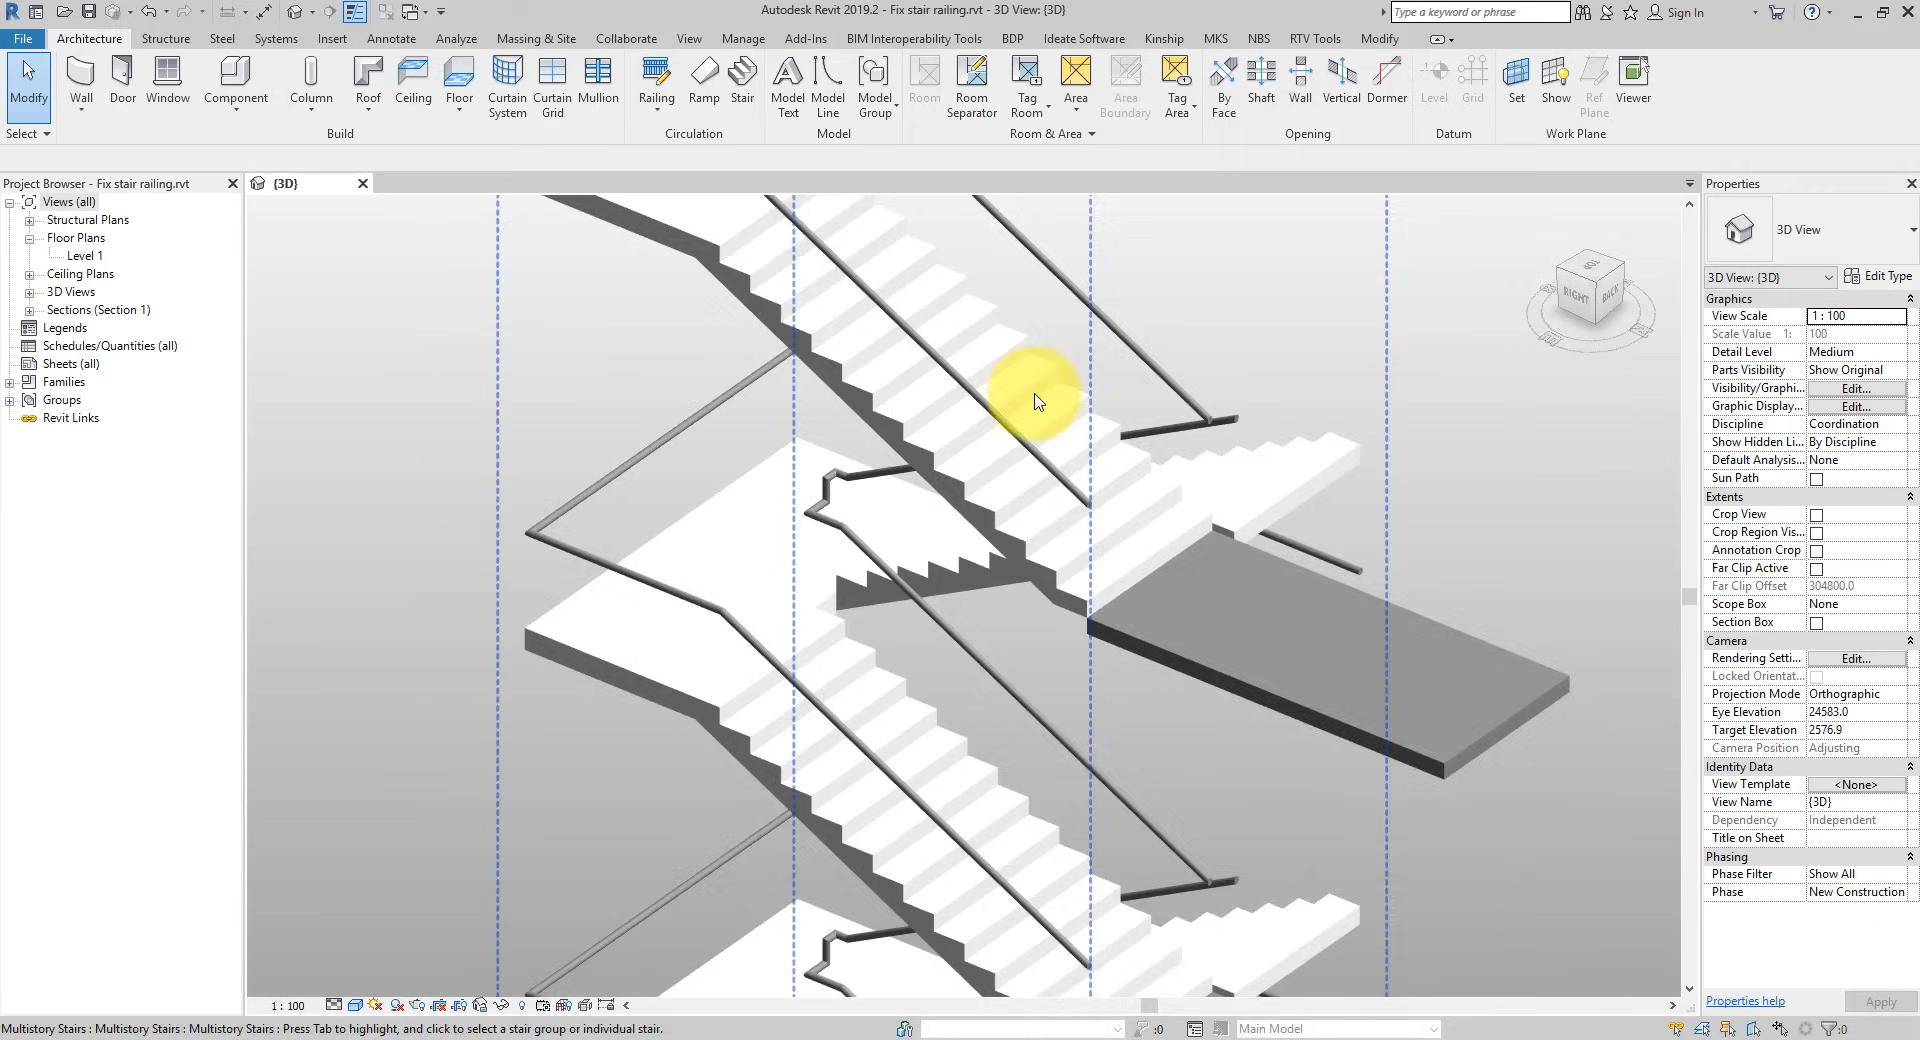 Autodesk Revit 2019.2 - Fix stair railing.rvt - 3D View: {3D}
Type a keyword or phrase
Sign In
File Architecture Structure Steel Systems Insert Annotate Analyze Massing & Site Collaborate View Manage Add-Ins BIM Interoperability Tools BDP Ideate Software Kinship MKS NBS RTV Tools Modify
Modify Wall Door Window Component Column Roof Ceiling Floor Curtain System Curtain Grid Mullion Railing Ramp Stair Model Text Model Line Model Group Room Room Separator Tag Room Area Area Boundary Tag Area By Face Shaft Wall Vertical Dormer Level Grid Set Show Ref Plane Viewer
Select Build Circulation Model Room & Area Opening Datum Work Plane
Project Browser - Fix stair railing.rvt
Views (all)
Structural Plans
Floor Plans
Level 1
Ceiling Plans
3D Views
Sections (Section 1)
Legends
Schedules/Quantities (all)
Sheets (all)
Families
Groups
Revit Links
{3D}
RIGHT BACK
Properties
3D View
3D View: {3D} Edit Type
Graphics
View Scale 1 : 100
Scale Value 1: 100
Detail Level Medium
Parts Visibility Show Original
Visibility/Graphi... Edit...
Graphic Display... Edit...
Discipline Coordination
Show Hidden Li... By Discipline
Default Analysis... None
Sun Path
Extents
Crop View
Crop Region Vis...
Annotation Crop
Far Clip Active
Far Clip Offset 304800.0
Scope Box None
Section Box
Camera
Rendering Setti... Edit...
Locked Orientat...
Projection Mode Orthographic
Eye Elevation 24583.0
Target Elevation 2576.9
Camera Position Adjusting
Identity Data
View Template <None>
View Name {3D}
Dependency Independent
Title on Sheet
Phasing
Phase Filter Show All
Phase New Construction
Properties help Apply
1 : 100
Multistory Stairs : Multistory Stairs : Multistory Stairs : Press Tab to highlight, and click to select a stair group or individual stair.
:0
Main Model
:0